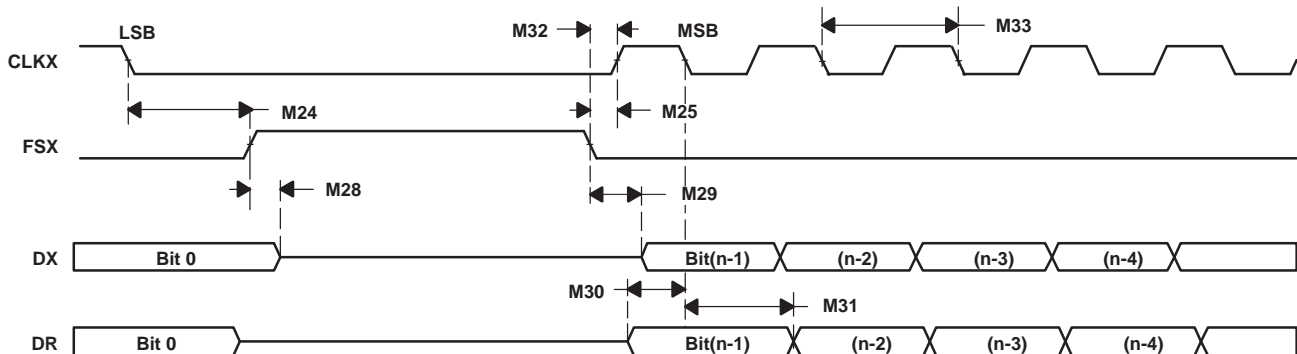 LSB M32 MSB M33
CLKX
M24 M25
FSX
M28 M29
DX Bit 0 Bit(n-1) (n-2) (n-3) (n-4)
M30 M31
DR Bit 0 Bit(n-1) (n-2) (n-3) (n-4)